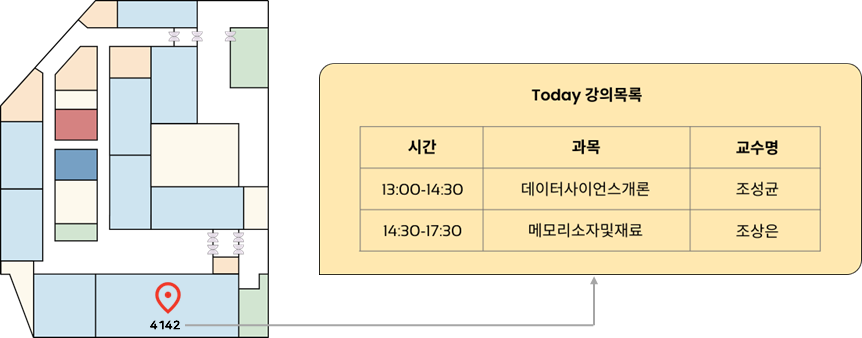 Today 강의목록
시간 과목 교수명
13:00-14:30 데이터사이언스개론 조성균
14:30-17:30 메모리소자및재료 조상은
4142